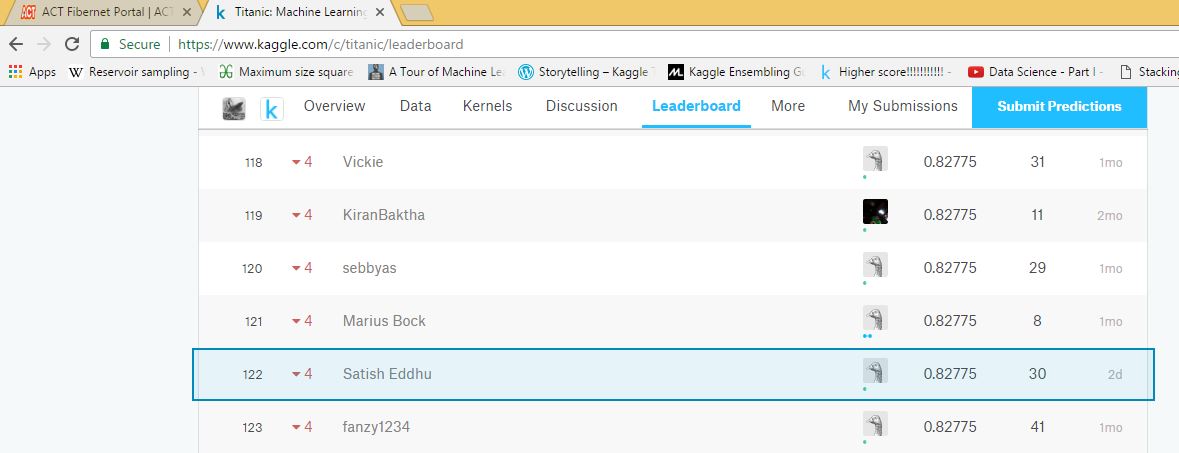 ACT Fibernet Portal | ACT Titanic: Machine Learning
Secure https://www.kaggle.com/c/titanic/leaderboard
Apps W Reservoir sampling - Maximum size square A Tour of Machine Le Storytelling – Kaggle Kaggle Ensembling Gu Higher score!!!!!!!!!!! - Data Science - Part I - Stacking
k Overview Data Kernels Discussion Leaderboard More My Submissions Submit Predictions
118 4 Vickie 0.82775 31 1mo
119 4 KiranBaktha 0.82775 11 2mo
120 4 sebbyas 0.82775 29 1mo
121 4 Marius Bock 0.82775 8 1mo
122 4 Satish Eddhu 0.82775 30 2d
123 4 fanzy1234 0.82775 41 1mo